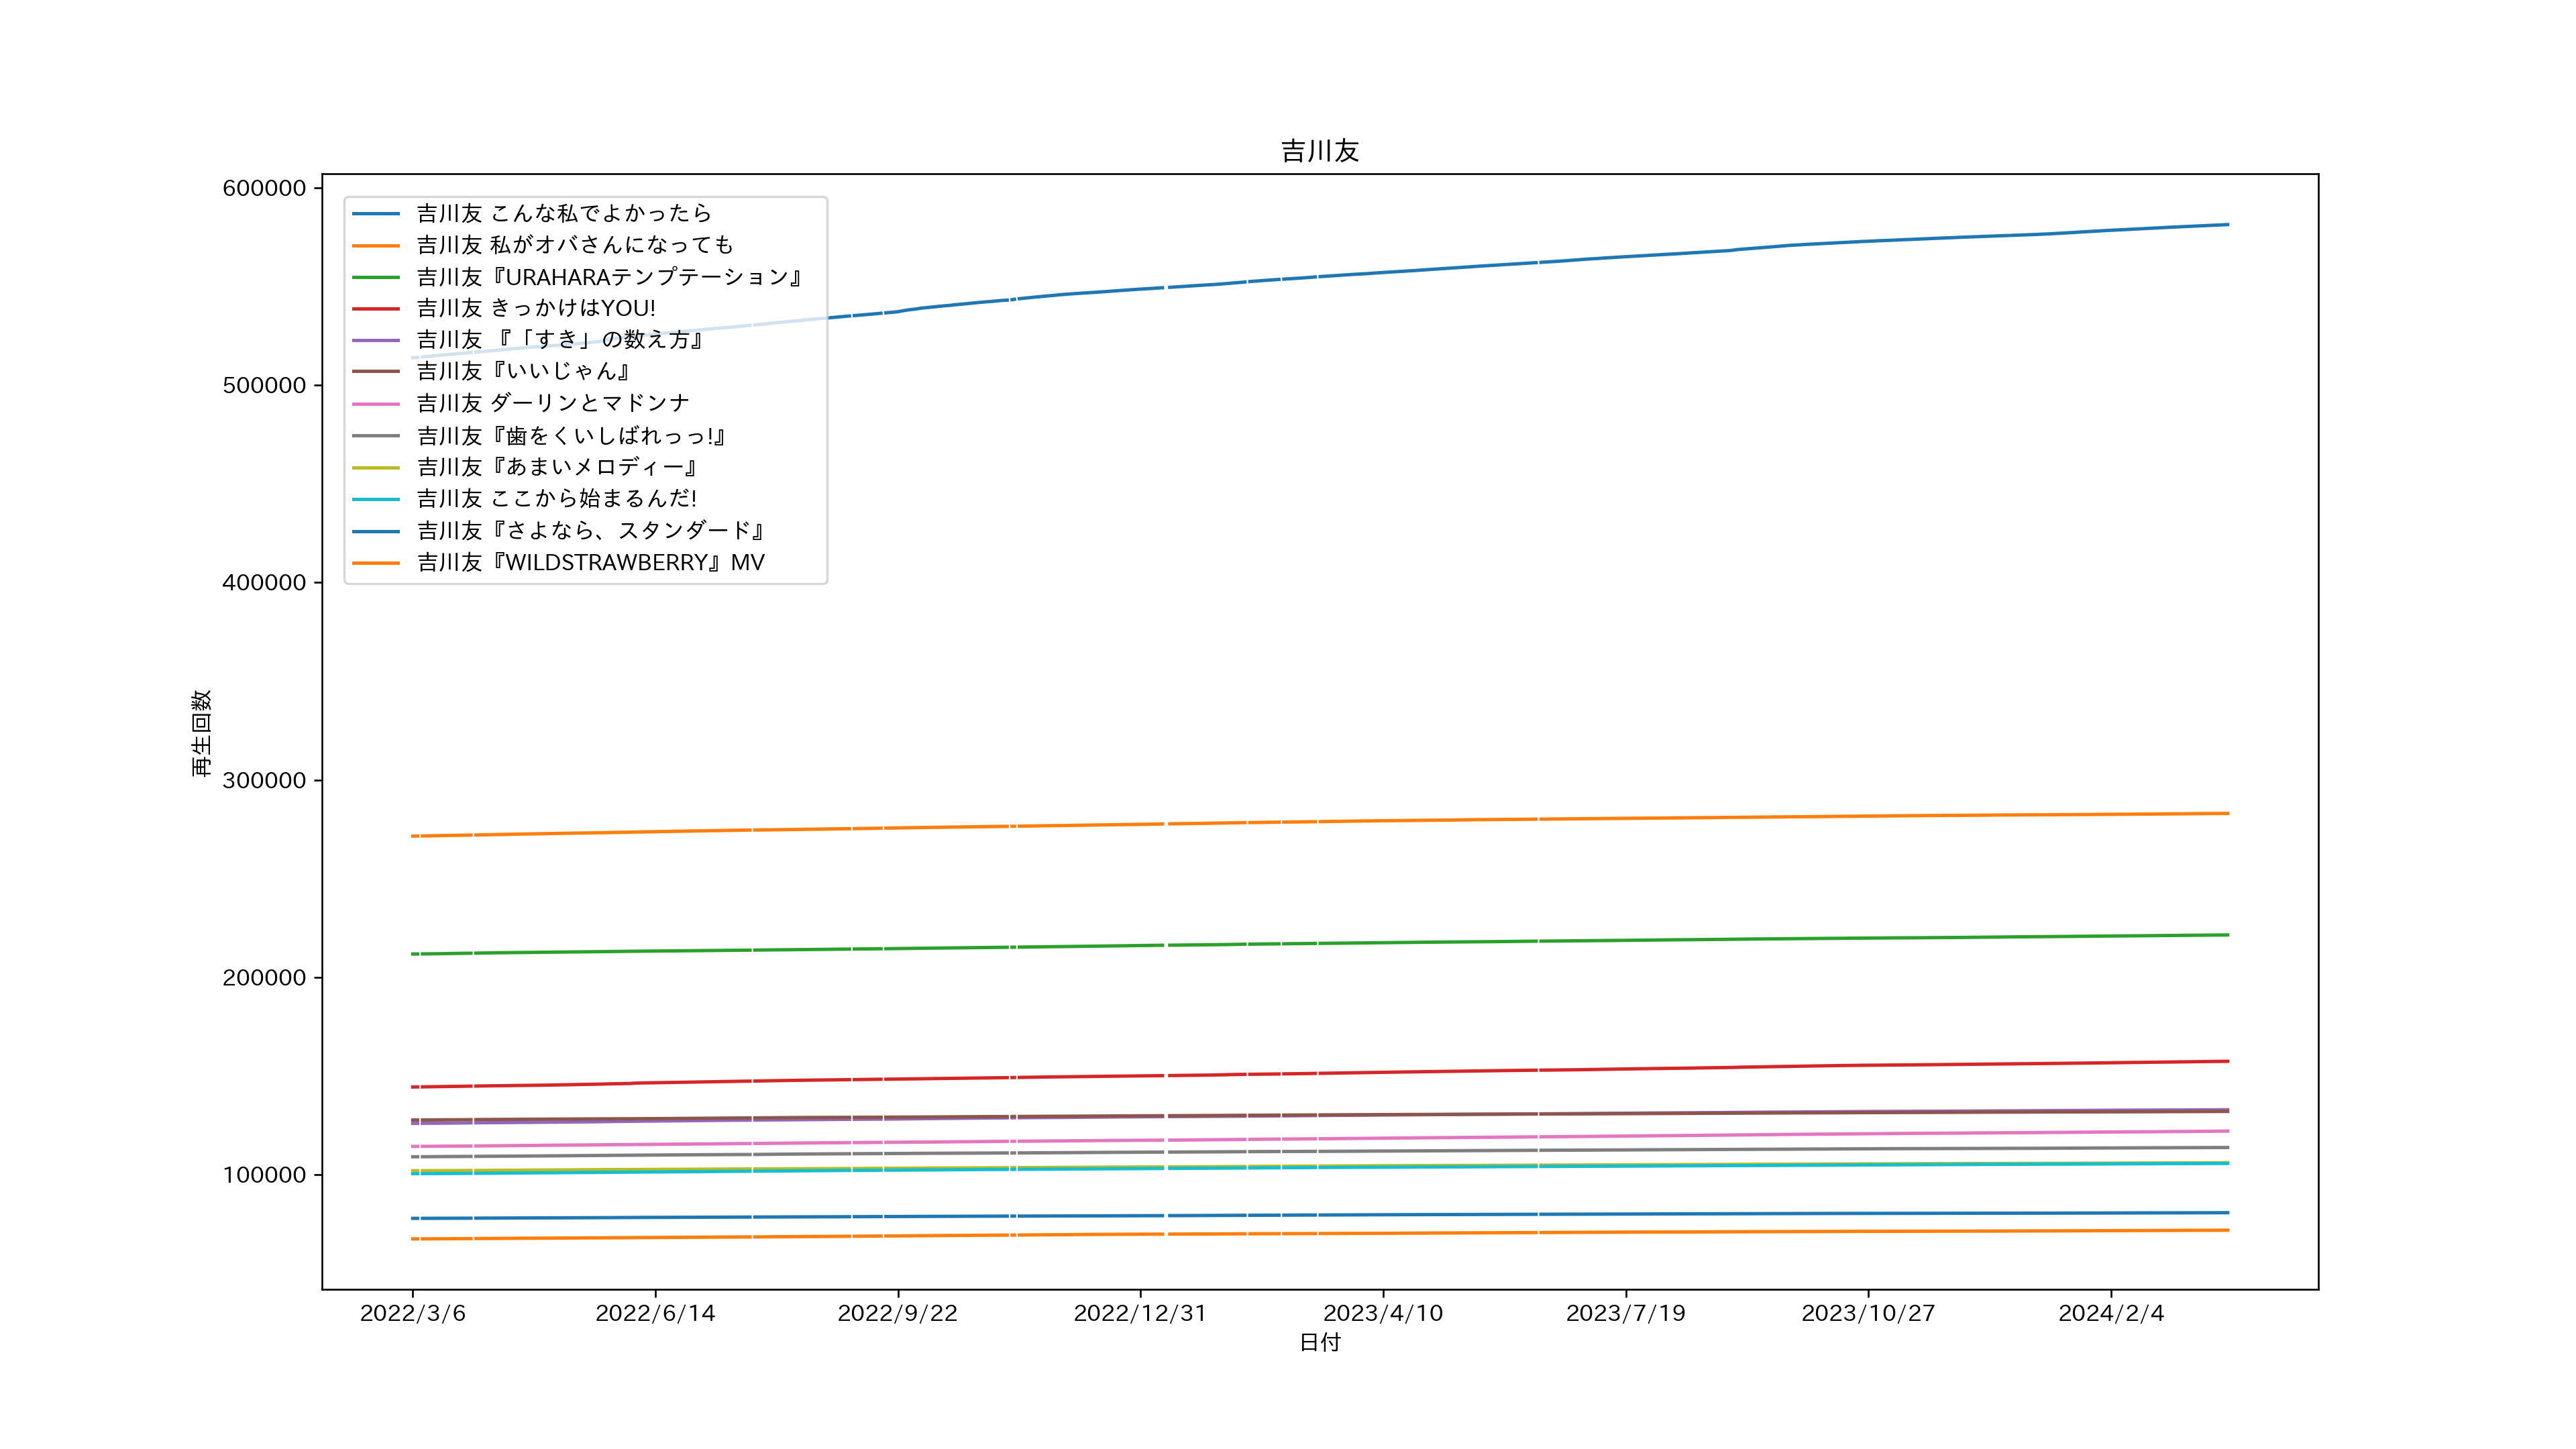 吉川友
600000
500000
400000
300000
200000
100000
再生回数
吉川友 こんな私でよかったら
吉川友 私がオバさんになっても
吉川友『URAHARAテンプテーション』
吉川友 きっかけはYOU!
吉川友 『「すき」の数え方』
吉川友『いいじゃん』
吉川友 ダーリンとマドンナ
吉川友『歯をくいしばれっっ!』
吉川友『あまいメロディー』
吉川友 ここから始まるんだ!
吉川友『さよなら、スタンダード』
吉川友『WILDSTRAWBERRY』MV
2022/3/6 2022/6/14 2022/9/22 2022/12/31 2023/4/10 2023/7/19 2023/10/27 2024/2/4
日付